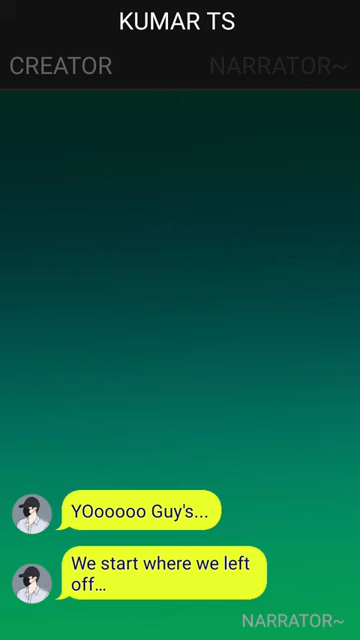 KUMAR TS
CREATOR NARRATOR~
YOooooo Guy's...
We start where we left
off...
NARRATOR~